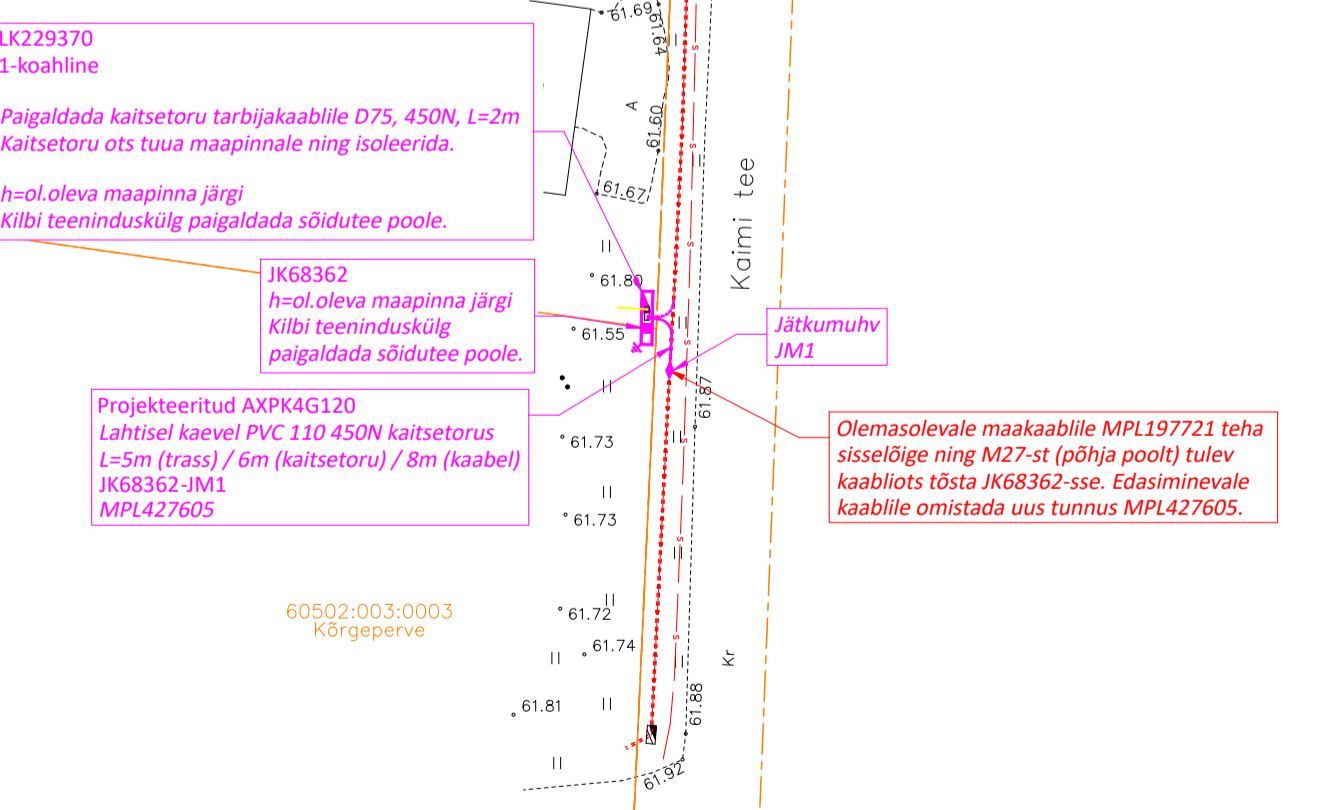 LK229370
1-koahline
Paigaldada kaitsetoru tarbijakaablile D75, 450N, L=2m
Kaitsetoru ots tuua maapinnale ning isoleerida.
h=ol.oleva maapinna järgi
Kilbi teeninduskülg paigaldada sõidutee poole.
JK68362
h=ol.oleva maapinna järgi
Kilbi teeninduskülg
paigaldada sõidutee poole.
Projekteeritud AXPK4G120
Lahtisel kaevel PVC 110 450N kaitsetorus
L=5m (trass) / 6m (kaitsetoru) / 8m (kaabel)
JK68362-JM1
MPL427605
Jätkumuhv
JM1
Olemasolevale maakaablile MPL197721 teha
sisselõige ning M27-st (põhja poolt) tulev
kaabliots tõsta JK68362-sse. Edasiminevale
kaablile omistada uus tunnus MPL427605.
60502:003:0003
Kõrgeperve
Kaimi tee
Kr
A
61.69
61.64
61.60
61.67
61.80
61.55
61.87
61.73
61.73
61.72
61.74
61.81
61.88
61.92
s
s
s
s
s
s
s